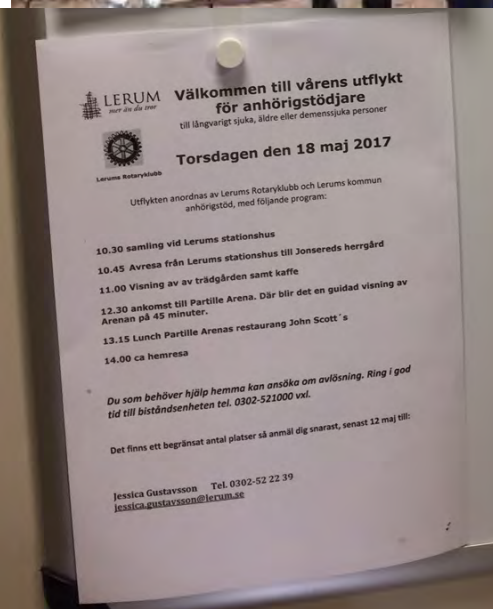 LERUM
mer än du tror
Lerums Rotaryklubb
Välkommen till vårens utflykt
för anhörigstödjare
till långvarigt sjuka, äldre eller demenssjuka personer
Torsdagen den 18 maj 2017
Utflykten anordnas av Lerums Rotaryklubb och Lerums kommun
anhörigstöd, med följande program:
10.30 samling vid Lerums stationshus
10.45 Avresa från Lerums stationshus till Jonsereds herrgård
11.00 Visning av av trädgården samt kaffe
12.30 ankomst till Partille Arena. Där blir det en guidad visning av
Arenan på 45 minuter.
13.15 Lunch Partille Arenas restaurang John Scott´s
14.00 ca hemresa
Du som behöver hjälp hemma kan ansöka om avlösning. Ring i god
tid till biståndsenheten tel. 0302-521000 vxl.
Det finns ett begränsat antal platser så anmäl dig snarast, senast 12 maj till:
Jessica Gustavsson Tel. 0302-52 22 39
jessica.gustavsson@lerum.se